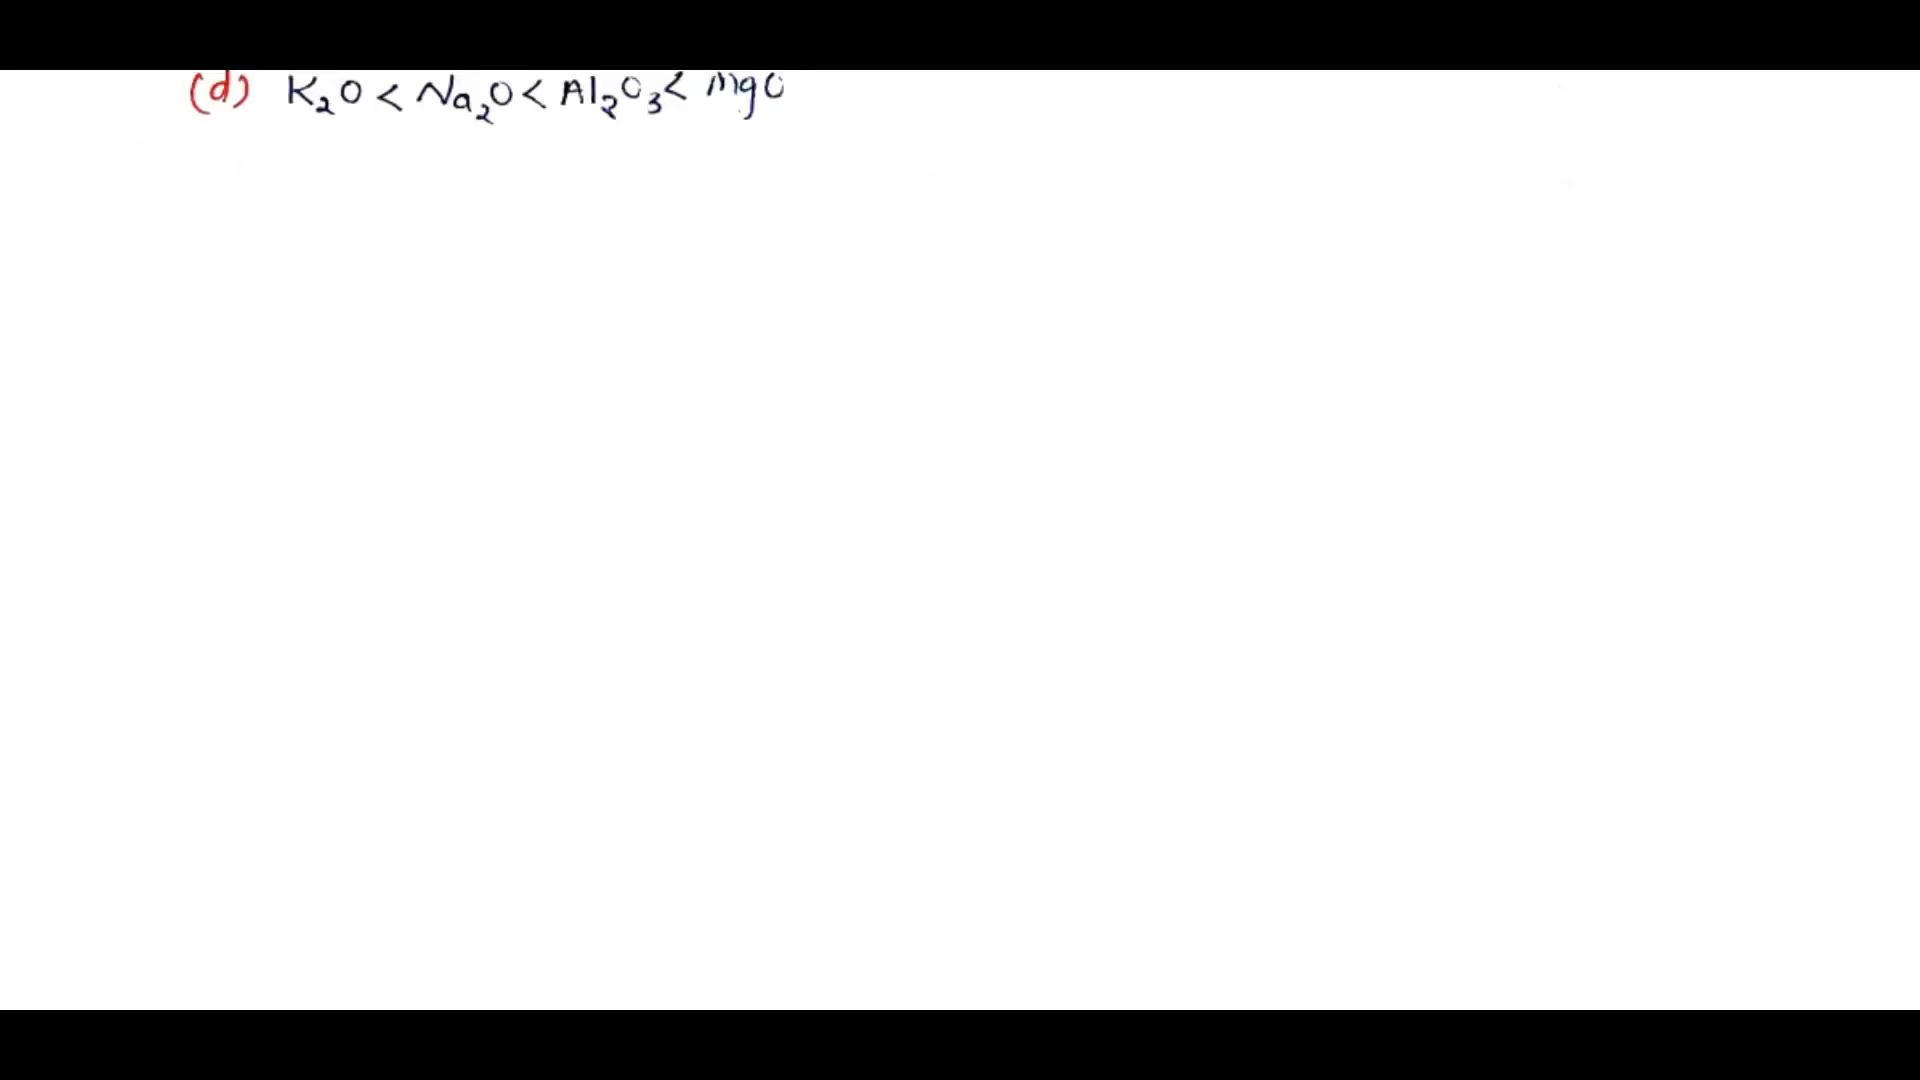 (d) K₂O < Na₂O < Al₂O₃ < MgO